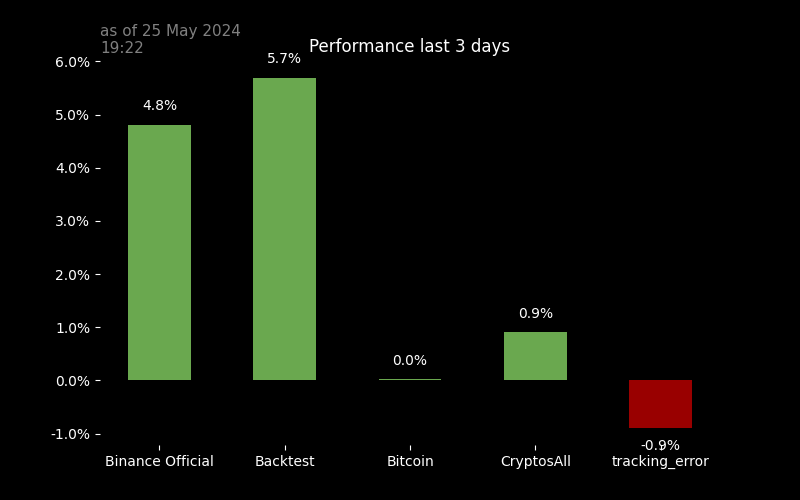 as of 25 May 2024
19:22
Performance last 3 days
6.0%
5.0%
4.0%
3.0%
2.0%
1.0%
0.0%
-1.0%
4.8%
5.7%
0.0%
0.9%
-0.9%
Binance Official
Backtest
Bitcoin
CryptosAll
tracking_error